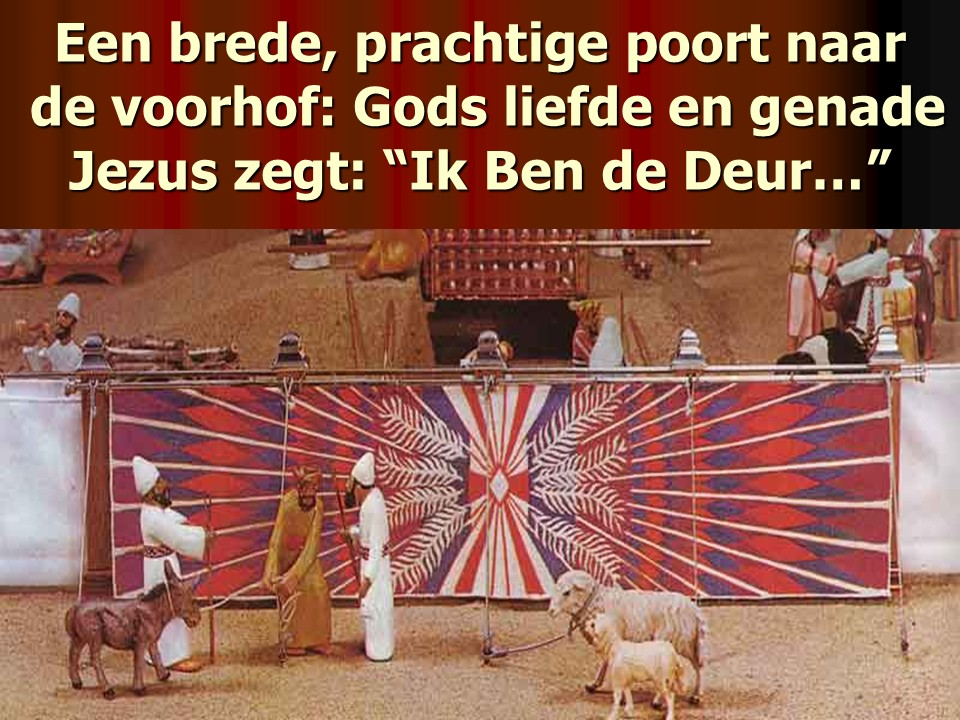 Een brede, prachtige poort naar
de voorhof: Gods liefde en genade
Jezus zegt: “Ik Ben de Deur…”